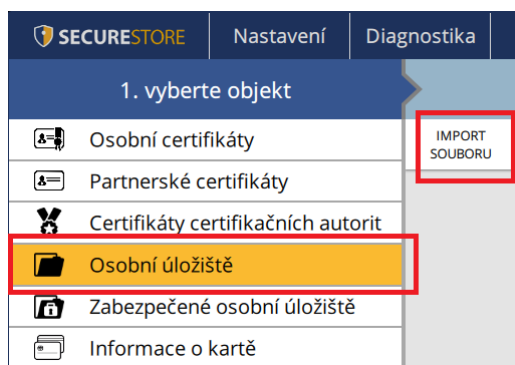 SECURESTORE Nastavení Diagnostika
1. vyberte objekt
Osobní certifikáty
IMPORT
SOUBORU
Partnerské certifikáty
Certifikáty certifikačních autorit
Osobní úložiště
Zabezpečené osobní úložiště
Informace o kartě